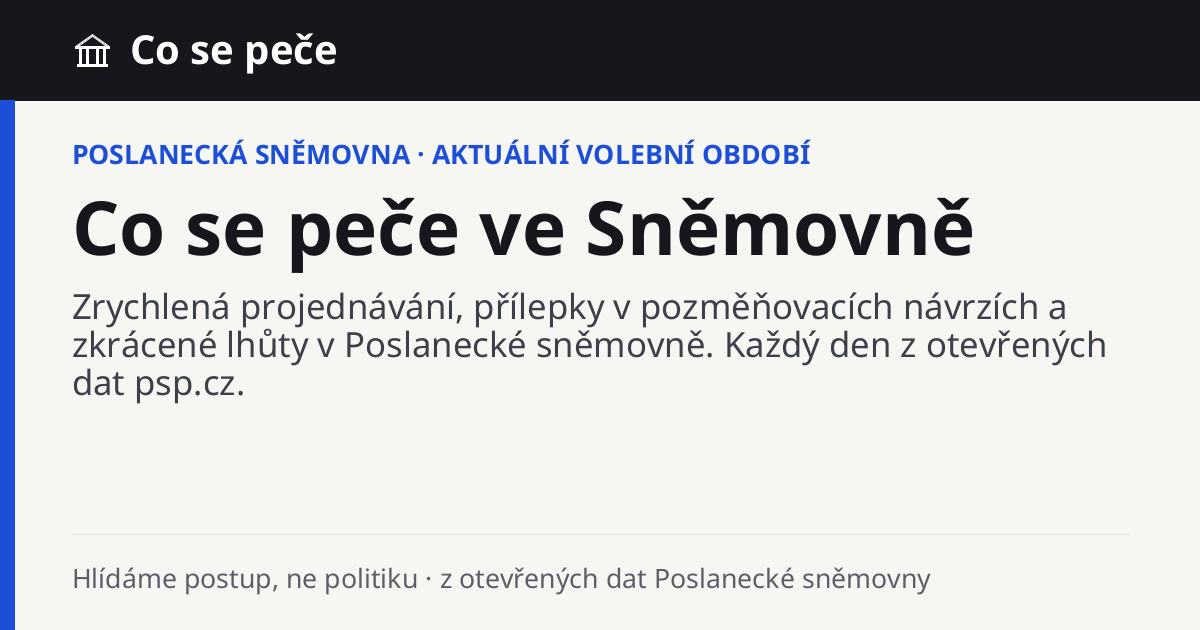 Co se peče
POSLANECKÁ SNĚMOVNA · AKTUÁLNÍ VOLEBNÍ OBDOBÍ
Co se peče ve Sněmovně
Zrychlená projednávání, přílepky v pozměňovacích návrzích a
zkrácené lhůty v Poslanecké sněmovně. Každý den z otevřených
dat psp.cz.
Hlídáme postup, ne politiku · z otevřených dat Poslanecké sněmovny